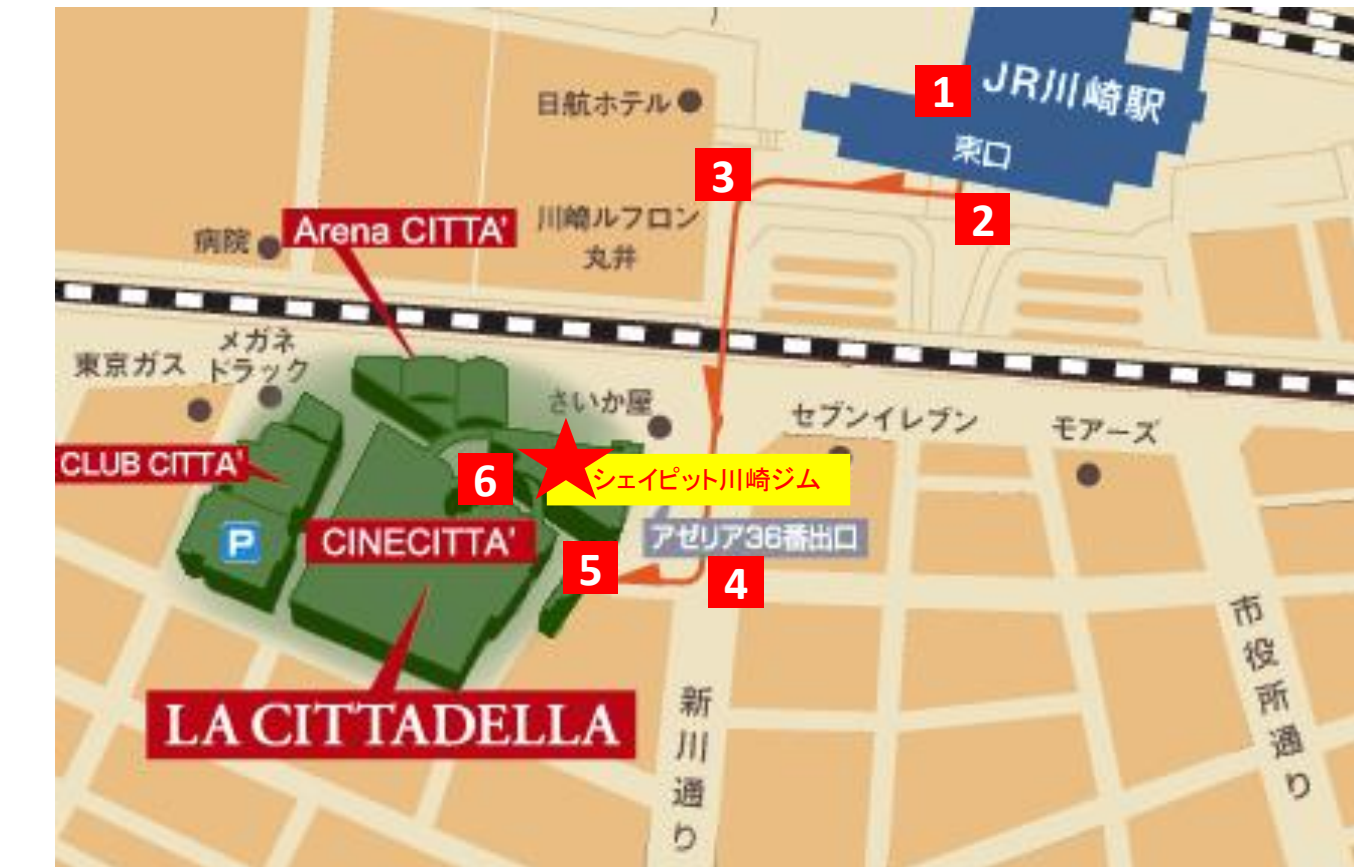 1
JR川崎駅
東口
日航ホテル
3
2
川崎ルフロン
丸井
Arena CITTA'
病院
メガネ
ドラック
東京ガス
さいか屋
セブンイレブン
モアーズ
CLUB CITTA'
6
シェイピット川崎ジム
P
CINECITTA'
アゼリア36番出口
5
4
LA CITTADELLA
新川通り
市役所通り